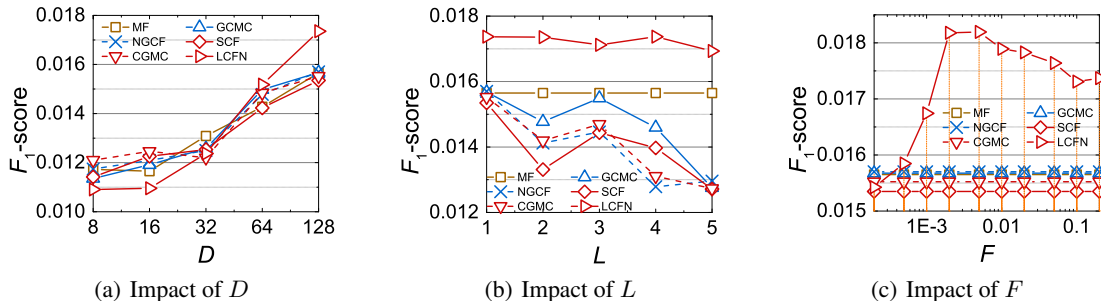 0.018
0.016
0.014
0.012
0.010
F1-score
MF
GCMC
NGCF
SCF
CGMC
LCFN
8 16 32 64 128
D
(a) Impact of D
0.018
0.016
0.014
0.012
F1-score
MF
GCMC
NGCF
SCF
CGMC
LCFN
1 2 3 4 5
L
(b) Impact of L
0.018
0.017
0.016
0.015
F1-score
MF
GCMC
NGCF
SCF
CGMC
LCFN
1E-3 0.01 0.1
F
(c) Impact of F